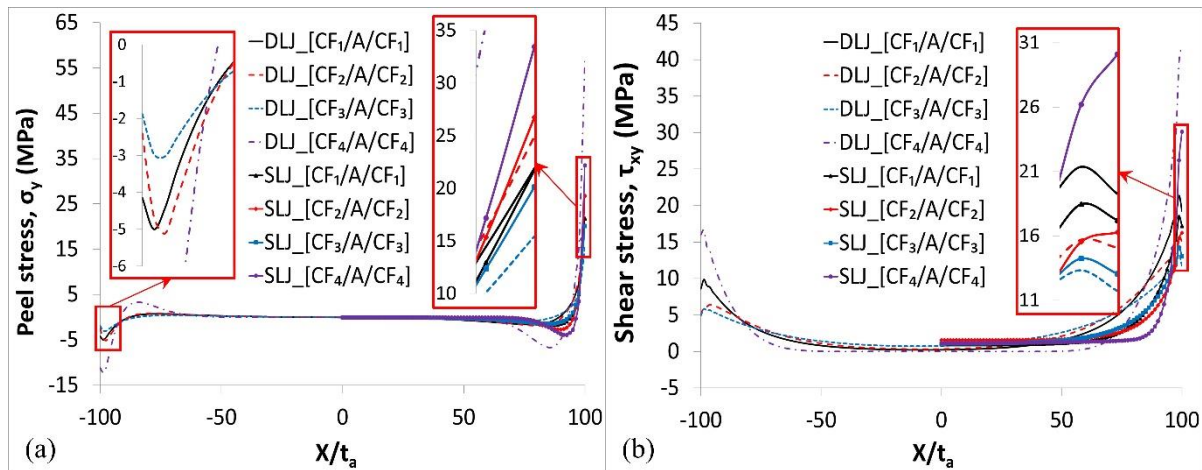 Peel stress, σᵧ (MPa)
65
55
45
35
25
15
5
-5
-15
-100
-50
0
50
100
X/tₐ
(a)
0
-1
-2
-3
-4
-5
-6
DLJ_[CF₁/A/CF₁]
DLJ_[CF₂/A/CF₂]
DLJ_[CF₃/A/CF₃]
DLJ_[CF₄/A/CF₄]
SLJ_[CF₁/A/CF₁]
SLJ_[CF₂/A/CF₂]
SLJ_[CF₃/A/CF₃]
SLJ_[CF₄/A/CF₄]
35
30
25
20
15
10
Shear stress, τₓᵧ (MPa)
45
40
35
30
25
20
15
10
5
0
-5
-100
-50
0
50
100
X/tₐ
(b)
DLJ_[CF₁/A/CF₁]
DLJ_[CF₂/A/CF₂]
DLJ_[CF₃/A/CF₃]
DLJ_[CF₄/A/CF₄]
SLJ_[CF₁/A/CF₁]
SLJ_[CF₂/A/CF₂]
SLJ_[CF₃/A/CF₃]
SLJ_[CF₄/A/CF₄]
31
26
21
16
11